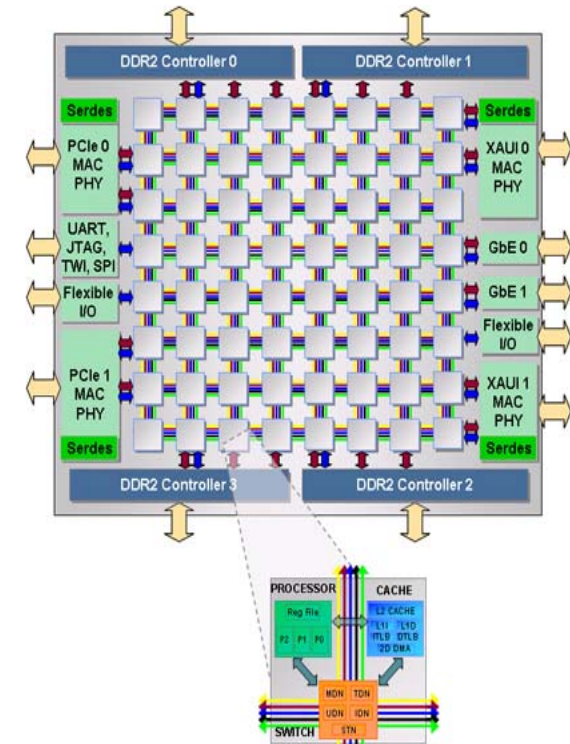 DDR2 Controller 0
DDR2 Controller 1
Serdes
PCIe 0
MAC
PHY
UART,
JTAG,
TWI, SPI
Flexible
I/O
PCIe 1
MAC
PHY
Serdes
Serdes
XAUI 0
MAC
PHY
GbE 0
GbE 1
Flexible
I/O
XAUI 1
MAC
PHY
Serdes
DDR2 Controller 3
DDR2 Controller 2
PROCESSOR
Reg File
P2 P1 P0
CACHE
L2 CACHE
L1I L1D
ITLB DTLB
2D DMA
MDN TDN
UDN IDN
STN
SWITCH